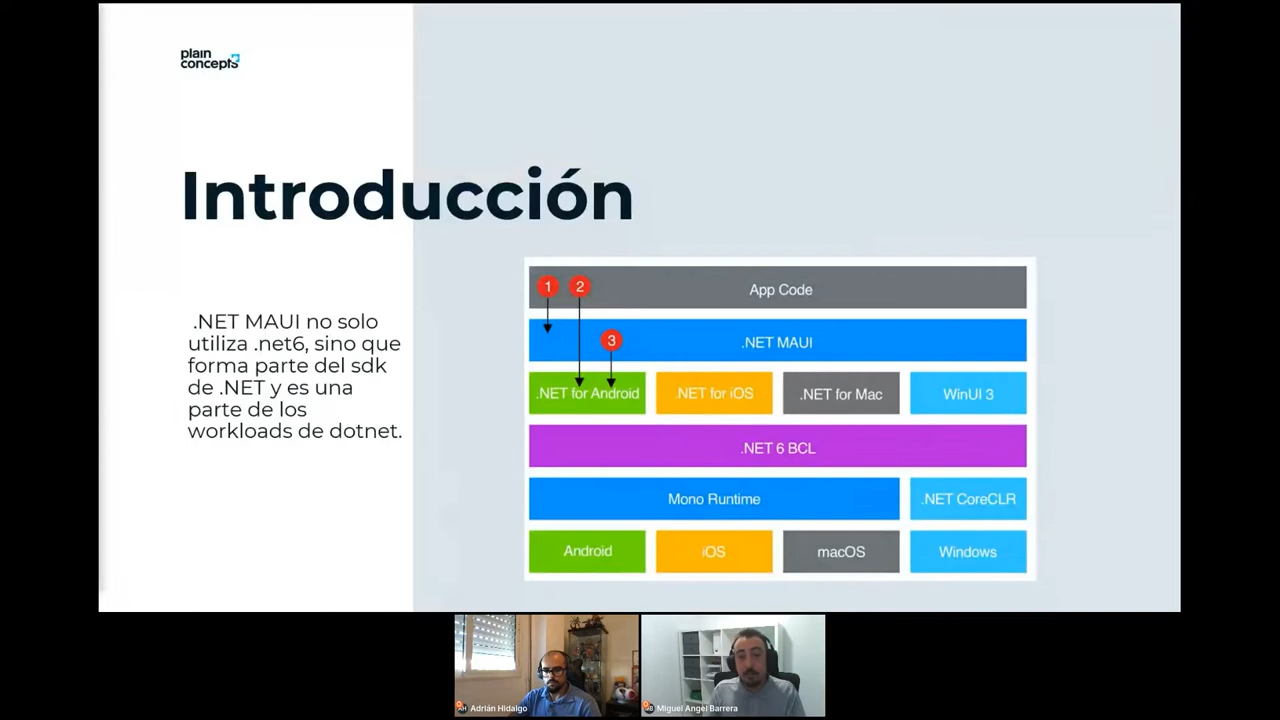 plain
concepts
Introducción
.NET MAUI no solo
utiliza .net6, sino que
forma parte del sdk
de .NET y es una
parte de los
workloads de dotnet.
1 2
App Code
3
.NET MAUI
.NET for Android .NET for iOS .NET for Mac WinUI 3
.NET 6 BCL
Mono Runtime .NET CoreCLR
Android iOS macOS Windows
AH Adrián Hidalgo
MB Miguel Angel Barrera